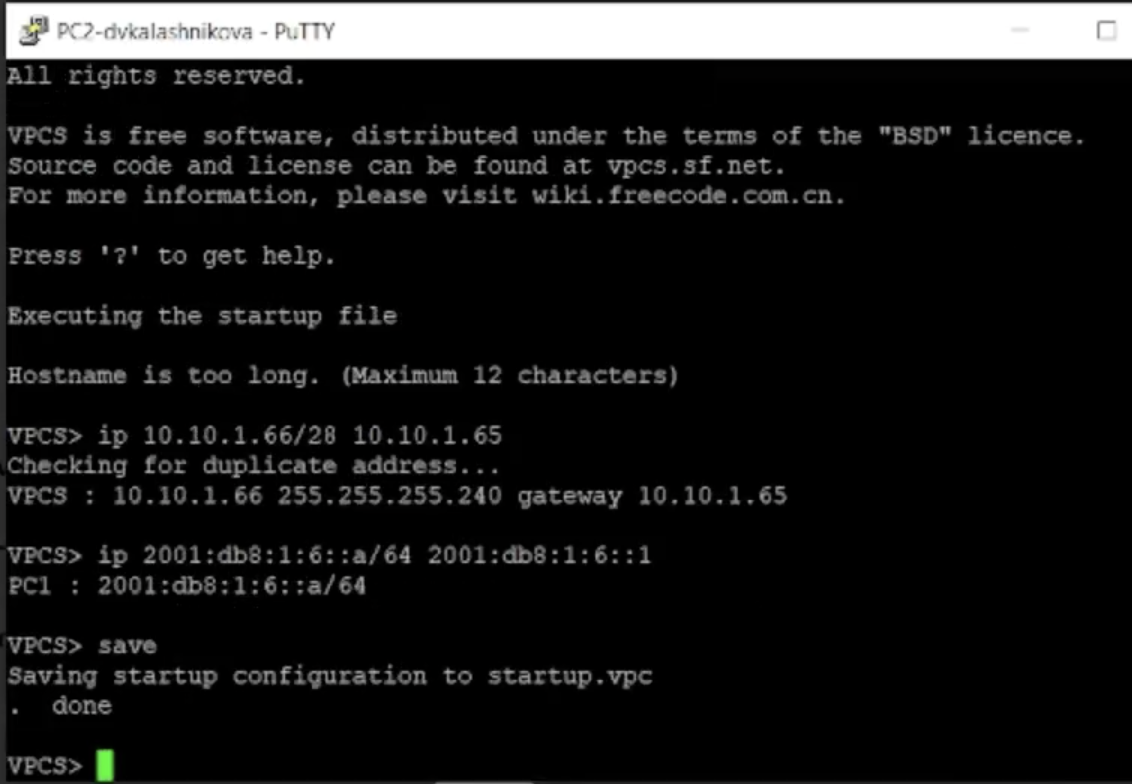 PC2-dvkalashnikova - PuTTY
All rights reserved.
VPCS is free software, distributed under the terms of the "BSD" licence.
Source code and license can be found at vpcs.sf.net.
For more information, please visit wiki.freecode.com.cn.
Press '?' to get help.
Executing the startup file
Hostname is too long. (Maximum 12 characters)
VPCS> ip 10.10.1.66/28 10.10.1.65
Checking for duplicate address...
VPCS : 10.10.1.66 255.255.255.240 gateway 10.10.1.65
VPCS> ip 2001:db8:1:6::a/64 2001:db8:1:6::1
PC1 : 2001:db8:1:6::a/64
VPCS> save
Saving startup configuration to startup.vpc
.  done
VPCS>